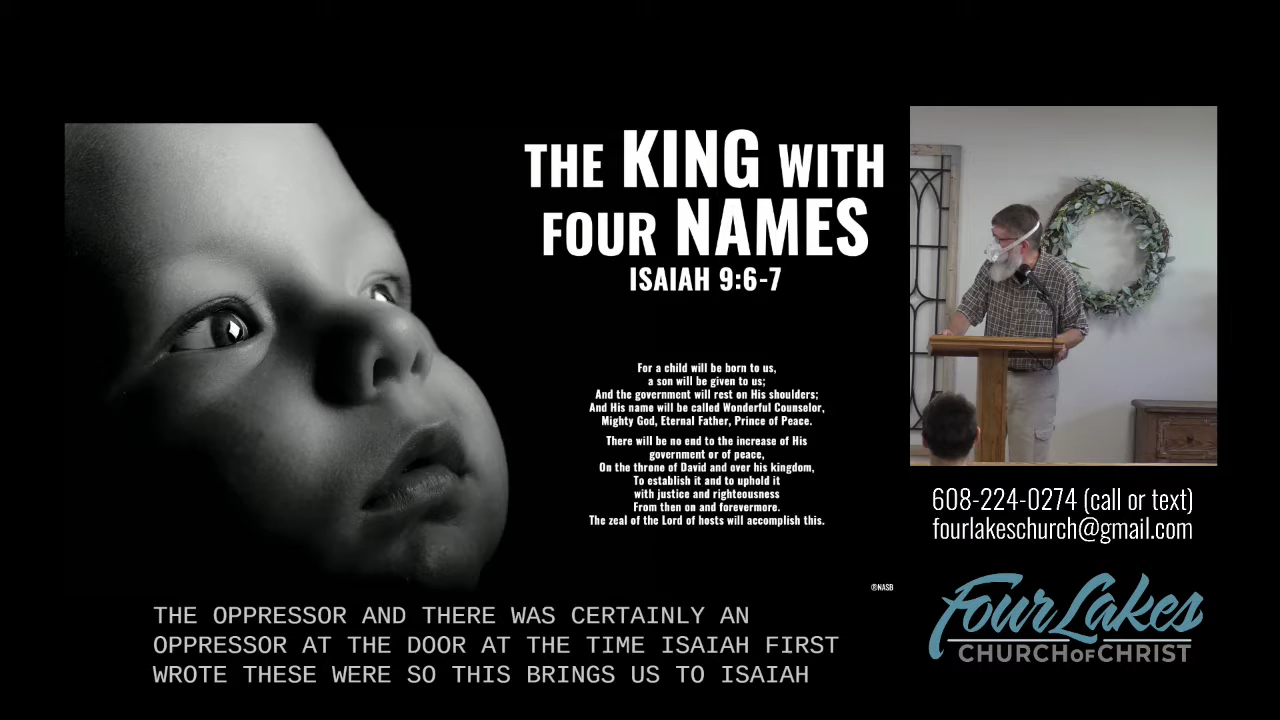 THE KING WITH
FOUR NAMES
ISAIAH 9:6-7
For a child will be born to us,
a son will be given to us;
And the government will rest on His shoulders;
And His name will be called Wonderful Counselor,
Mighty God, Eternal Father, Prince of Peace.
There will be no end to the increase of His
government or of peace,
On the throne of David and over his kingdom,
To establish it and to uphold it
with justice and righteousness
From then on and forevermore.
The zeal of the Lord of hosts will accomplish this.
®NASB
THE OPPRESSOR AND THERE WAS CERTAINLY AN
OPPRESSOR AT THE DOOR AT THE TIME ISAIAH FIRST
WROTE THESE WERE SO THIS BRINGS US TO ISAIAH
608-224-0274 (call or text)
fourlakeschurch@gmail.com
Four Lakes
CHURCH OF CHRIST